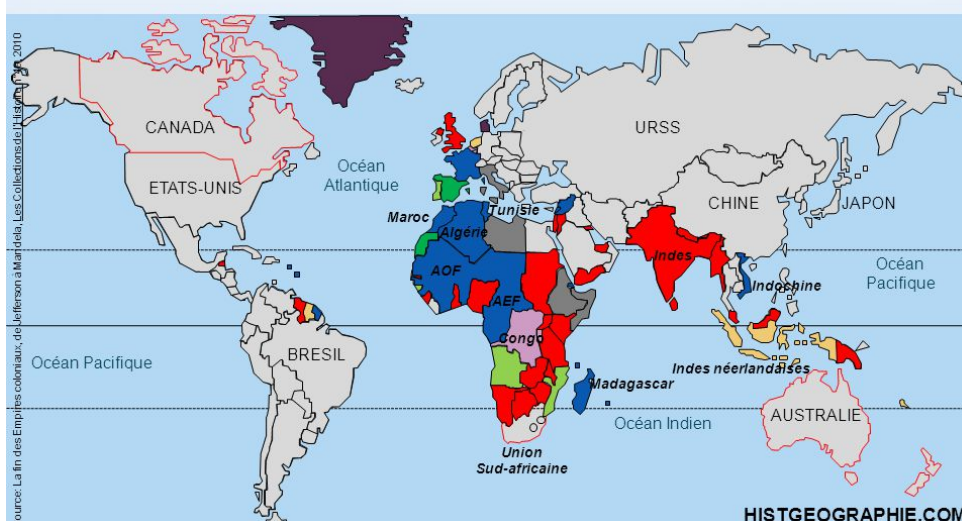 CANADA
ETATS-UNIS
Océan
Atlantique
URSS
CHINE
JAPON
Maroc
Tunisie
Algérie
AOF
AEF
Indes
Indochine
Océan
Pacifique
Océan Pacifique
BRESIL
Congo
Madagascar
Indes néerlandaises
Océan Indien
AUSTRALIE
Union
Sud-africaine
HISTGEOGRAPHIE.COM
ource: La fin des Empires coloniaux, de Jefferson à Mandela, Les Collections de l'Histoire 2010